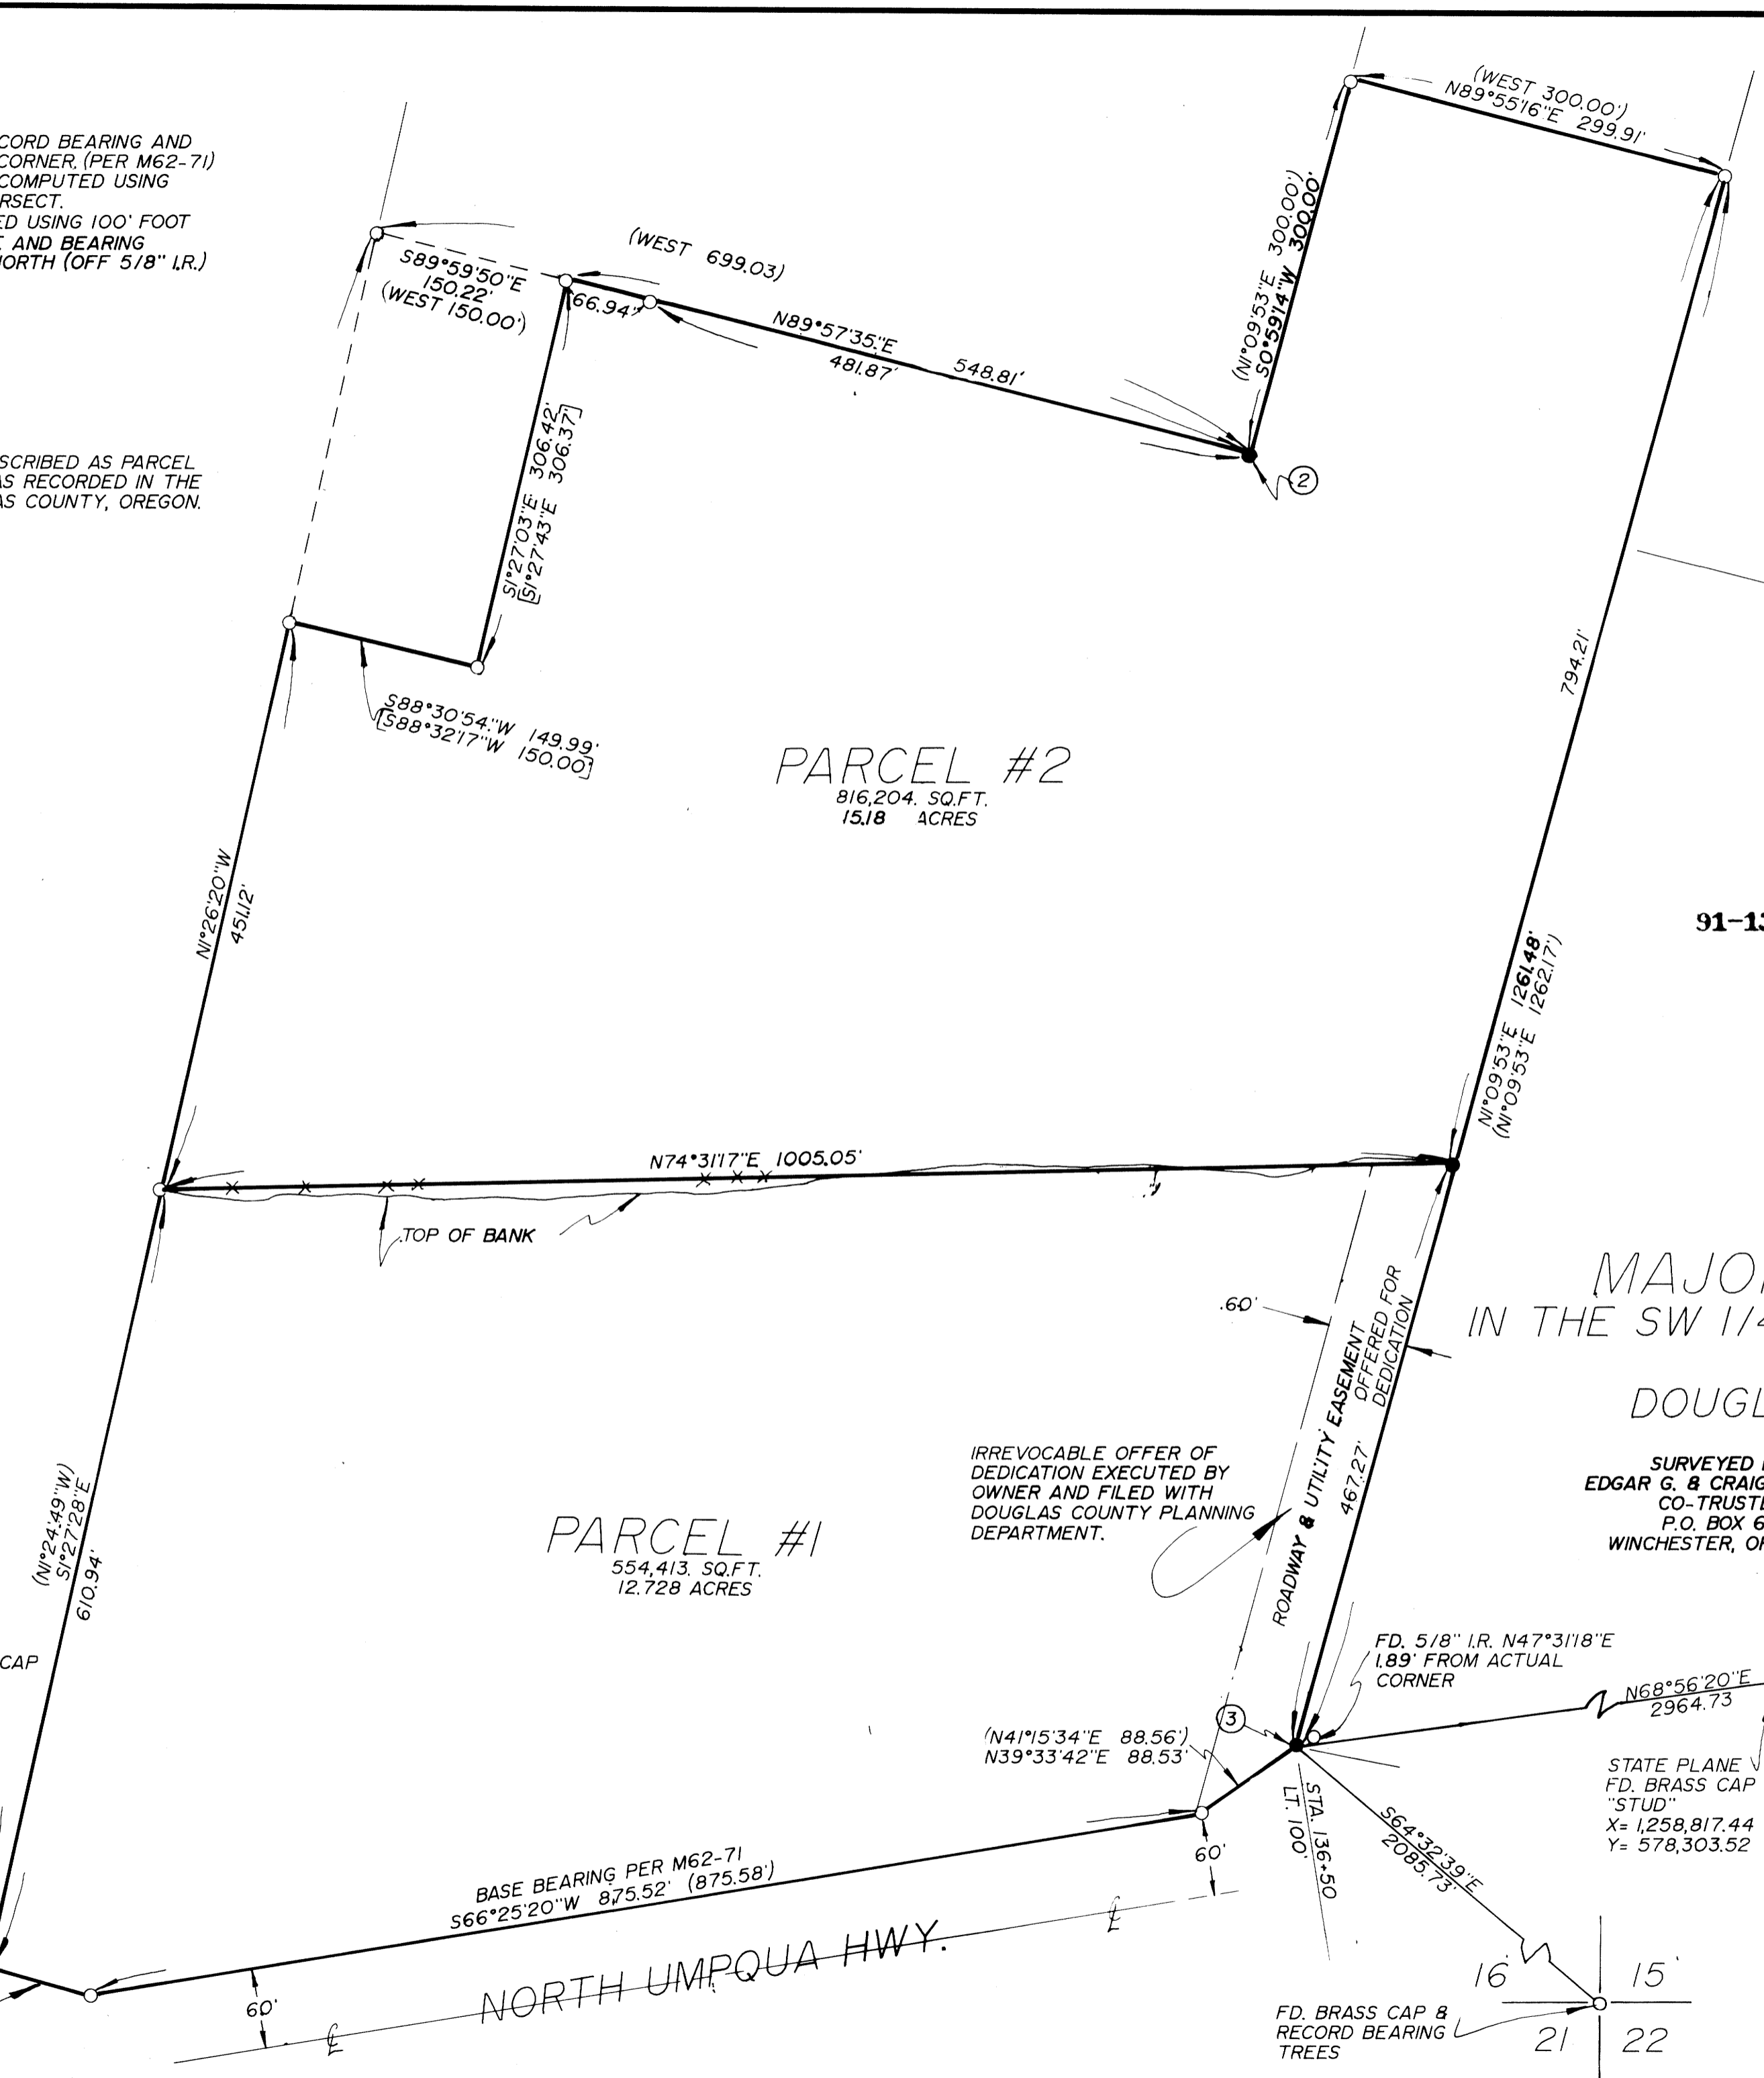 CORD BEARING AND
CORNER. (PER M62-71)
COMPUTED USING
RSECT.
ED USING 100' FOOT
AND BEARING
ORTH (OFF 5/8" I.R.)
SCRIBED AS PARCEL
AS RECORDED IN THE
AS COUNTY, OREGON.
(WEST 300.00')
N89°55'16"E 299.91'
(WEST 699.03)
S89°59'50"E
150.22'
(WEST 150.00')
66.94'
N89°57'35"E
481.87'
548.81'
(N1°09'53"E 300.00')
S0°59'14"W 300.00'
2
S1°27'03"E 306.42'
[S1°27'43"E 306.37']
S88°30'54"W 149.99'
[S88°32'17"W 150.00']
794.21'
PARCEL #2
816,204. SQ.FT.
15.18 ACRES
N1°26'20"W
451.12'
91-13
N1°09'53"E 1261.48'
(N1°09'53"E 1262.17')
N74°31'17"E 1005.05'
TOP OF BANK
60'
ROADWAY & UTILITY EASEMENT
OFFERED FOR
DEDICATION
467.27'
MAJO
IN THE SW 1/4
DOUGL
SURVEYED
EDGAR G. & CRAIG
CO-TRUSTE
P.O. BOX 6
WINCHESTER, OR
IRREVOCABLE OFFER OF
DEDICATION EXECUTED BY
OWNER AND FILED WITH
DOUGLAS COUNTY PLANNING
DEPARTMENT.
(N1°24'49"W)
S1°27'28"E
610.94'
PARCEL #1
554,413. SQ.FT.
12.728 ACRES
CAP
FD. 5/8" I.R. N47°31'18"E
1.89' FROM ACTUAL
CORNER
N68°56'20"E
2964.73
3
(N41°15'34"E 88.56')
N39°33'42"E 88.53'
STA. 136+50
LT. 100'
S64°32'39"E
2085.73'
STATE PLANE
FD. BRASS CAP
"STUD"
X= 1,258,817.44
Y= 578,303.52
BASE BEARING PER M62-71
S66°25'20"W 875.52' (875.58')
60'
60'
NORTH UMPQUA HWY.
16 15
21 22
FD. BRASS CAP &
RECORD BEARING
TREES